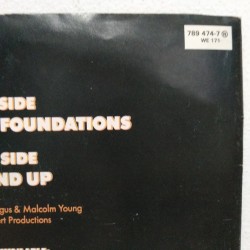 789 474-7
WE 171
SIDE
FOUNDATIONS
SIDE
ND UP
gus & Malcolm Young
rt Productions